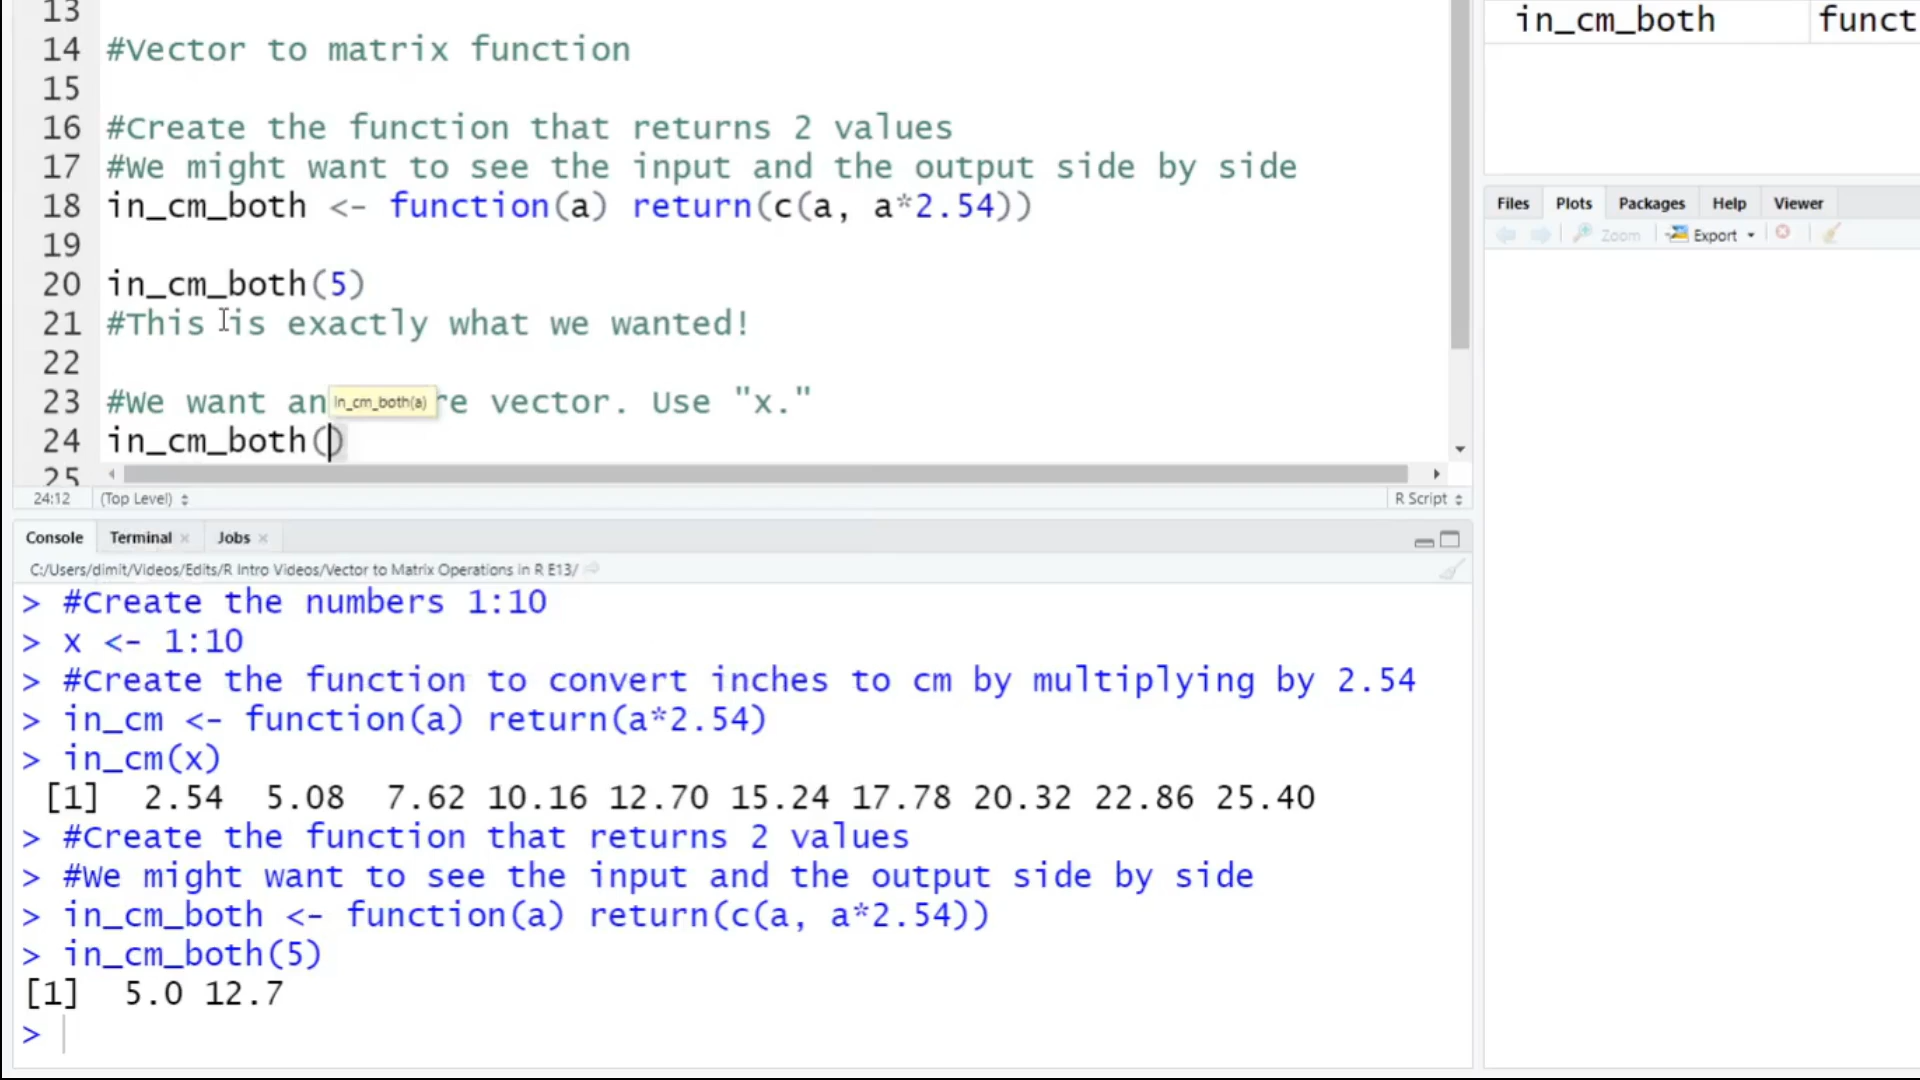 13
14 #Vector to matrix function
15
16 #Create the function that returns 2 values
17 #We might want to see the input and the output side by side
18 in_cm_both <- function(a) return(c(a, a*2.54))
19
20 in_cm_both(5)
21 #This is exactly what we wanted!
22
23 #We want an re vector. Use "x."
in_cm_both(a)
24 in_cm_both()
25
24:12 (Top Level) R Script
Console Terminal Jobs
C:/Users/dimit/Videos/Edits/R Intro Videos/Vector to Matrix Operations in R E13/
> #Create the numbers 1:10
> x <- 1:10
> #Create the function to convert inches to cm by multiplying by 2.54
> in_cm <- function(a) return(a*2.54)
> in_cm(x)
[1] 2.54 5.08 7.62 10.16 12.70 15.24 17.78 20.32 22.86 25.40
> #Create the function that returns 2 values
> #We might want to see the input and the output side by side
> in_cm_both <- function(a) return(c(a, a*2.54))
> in_cm_both(5)
[1] 5.0 12.7
>
in_cm_both funct
Files Plots Packages Help Viewer
Zoom Export